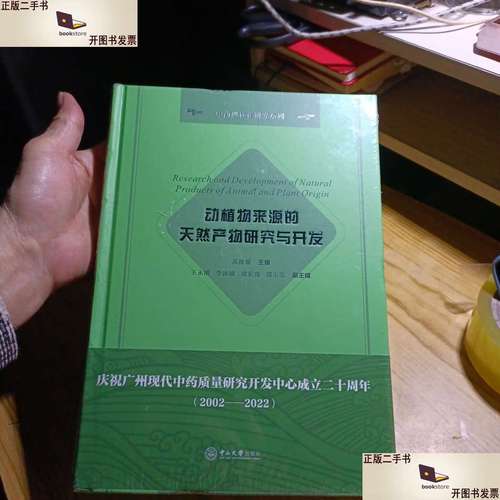 正版二手书
bookstore
开图书发票
Research and Development of Natural
Products of Animal and Plant Origin
动植物来源的
天然产物研究与开发
主编
副主编
庆祝广州现代中药质量研究开发中心成立二十周年
(2002——2022)
中山大学出版社
正版二手书
bookstore
开图书发票